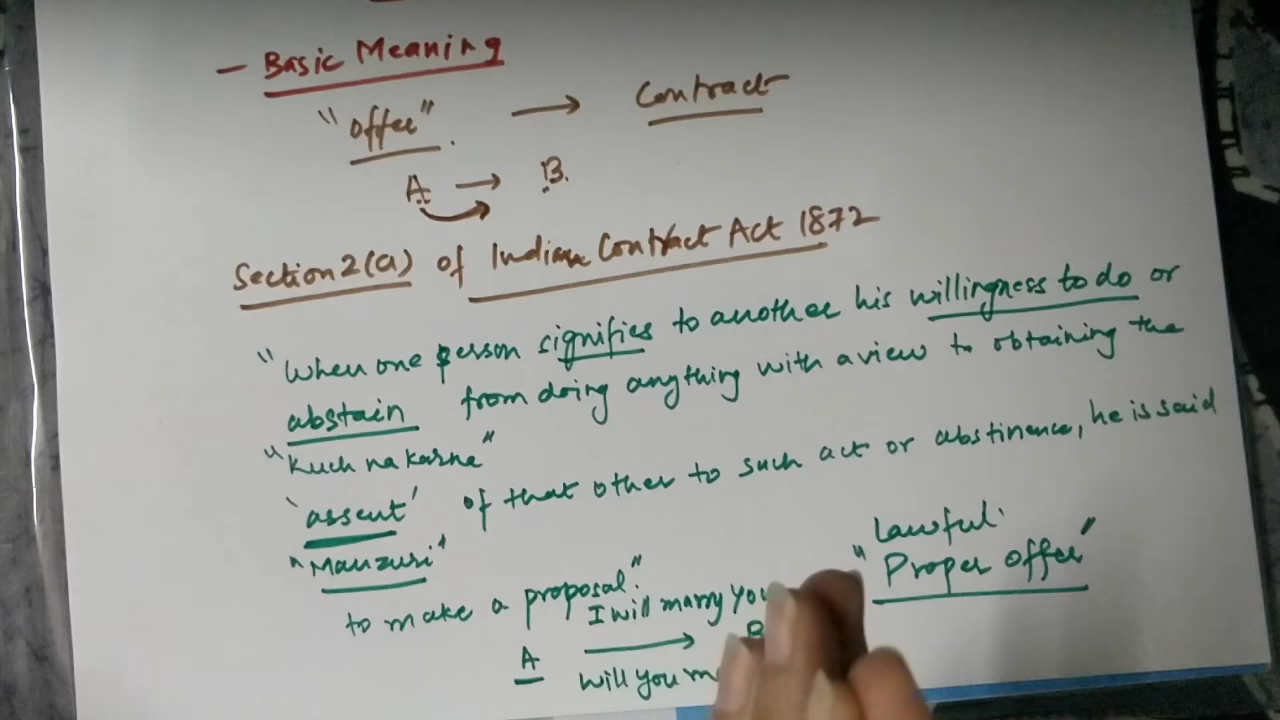 - Basic Meaning
"offer" → Contract
A → B.
Section 2(a) of Indian Contract Act 1872
"When one person signifies to another his willingness to do or
abstain from doing anything with a view to obtaining the
"Kuch na karne"
'assent' of that other to such act or abstinence, he is said
"Manzuri"
to make a proposal."
Lawful.
"Proper offer"
I will marry you
A → B
will you